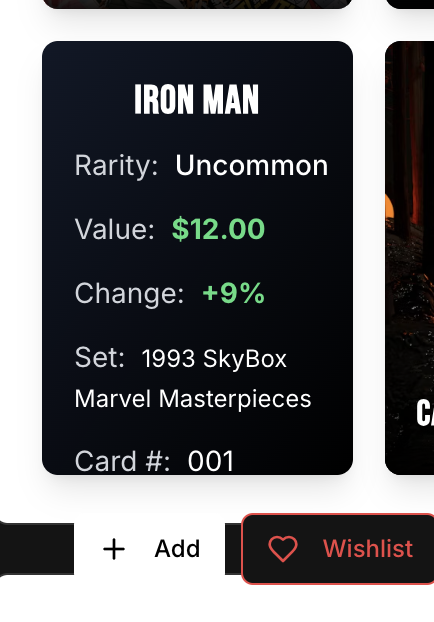 IRON MAN
Rarity: Uncommon
Value: $12.00
Change: +9%
Set: 1993 SkyBox
Marvel Masterpieces
Card #: 001
Add
Wishlist